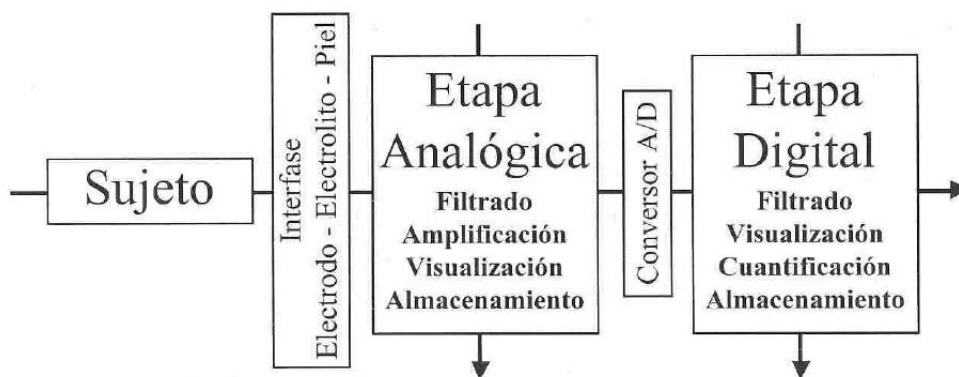 Sujeto
Interfase
Electrodo - Electrolito - Piel
Etapa
Analógica
Filtrado
Amplificación
Visualización
Almacenamiento
Conversor A/D
Etapa
Digital
Filtrado
Visualización
Cuantificación
Almacenamiento